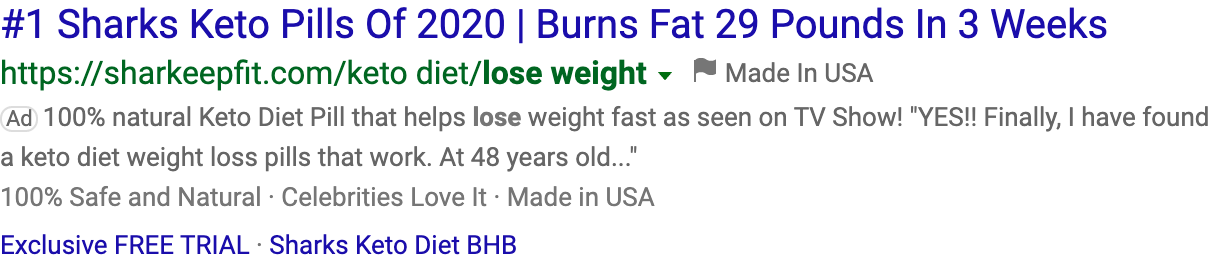 #1 Sharks Keto Pills Of 2020 | Burns Fat 29 Pounds In 3 Weeks
https://sharkeepfit.com/keto diet/lose weight Made In USA
Ad 100% natural Keto Diet Pill that helps lose weight fast as seen on TV Show! "YES!! Finally, I have found
a keto diet weight loss pills that work. At 48 years old..."
100% Safe and Natural · Celebrities Love It · Made in USA
Exclusive FREE TRIAL · Sharks Keto Diet BHB